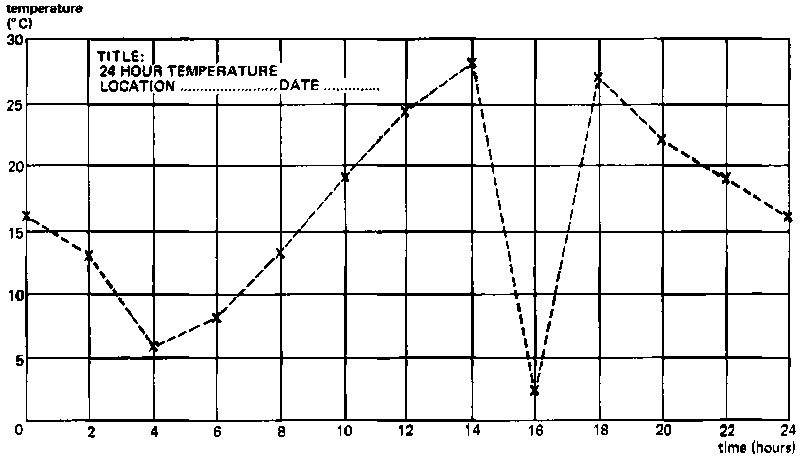 temperature
(°C)
30
TITLE:
24 HOUR TEMPERATURE
LOCATION ........................ DATE .............
25
20
15
10
5
0 2 4 6 8 10 12 14 16 18 20 22 24
time (hours)